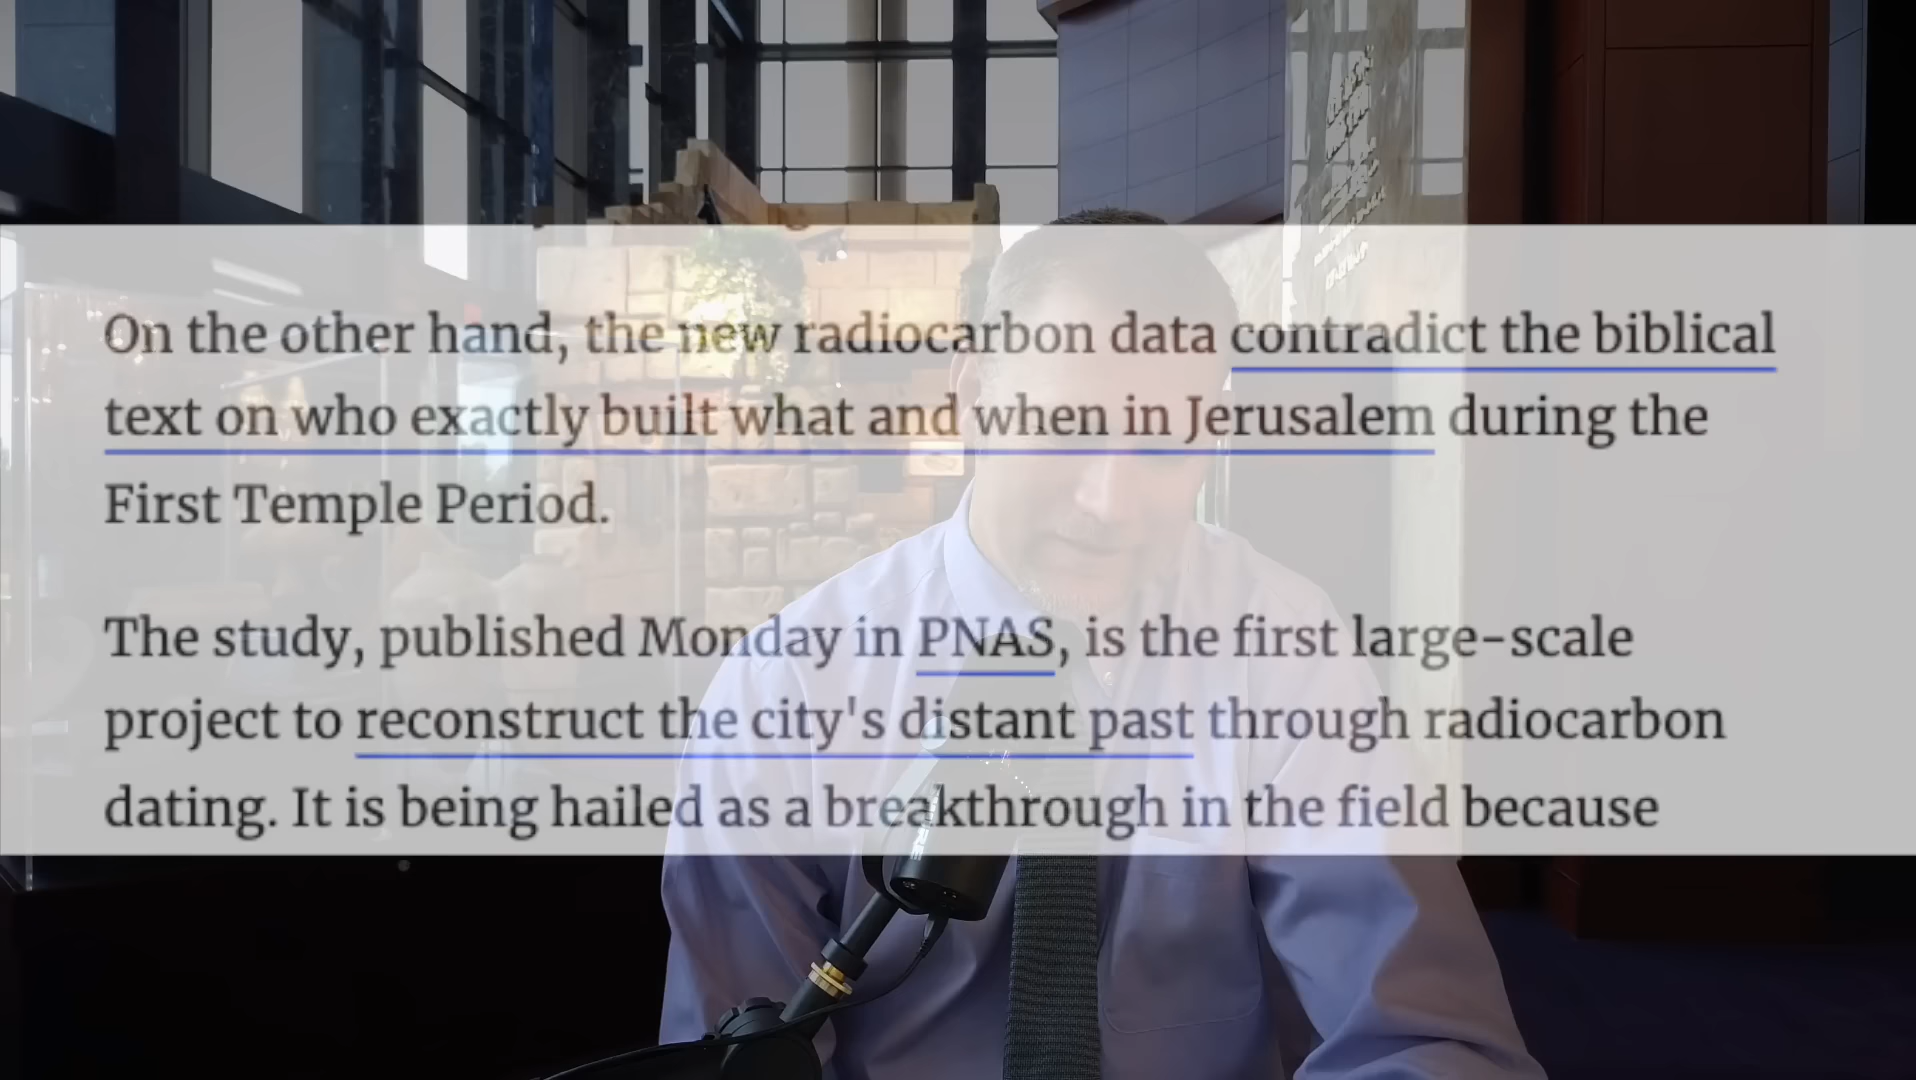 On the other hand, the new radiocarbon data contradict the biblical
text on who exactly built what and when in Jerusalem during the
First Temple Period.
The study, published Monday in PNAS, is the first large-scale
project to reconstruct the city's distant past through radiocarbon
dating. It is being hailed as a breakthrough in the field because